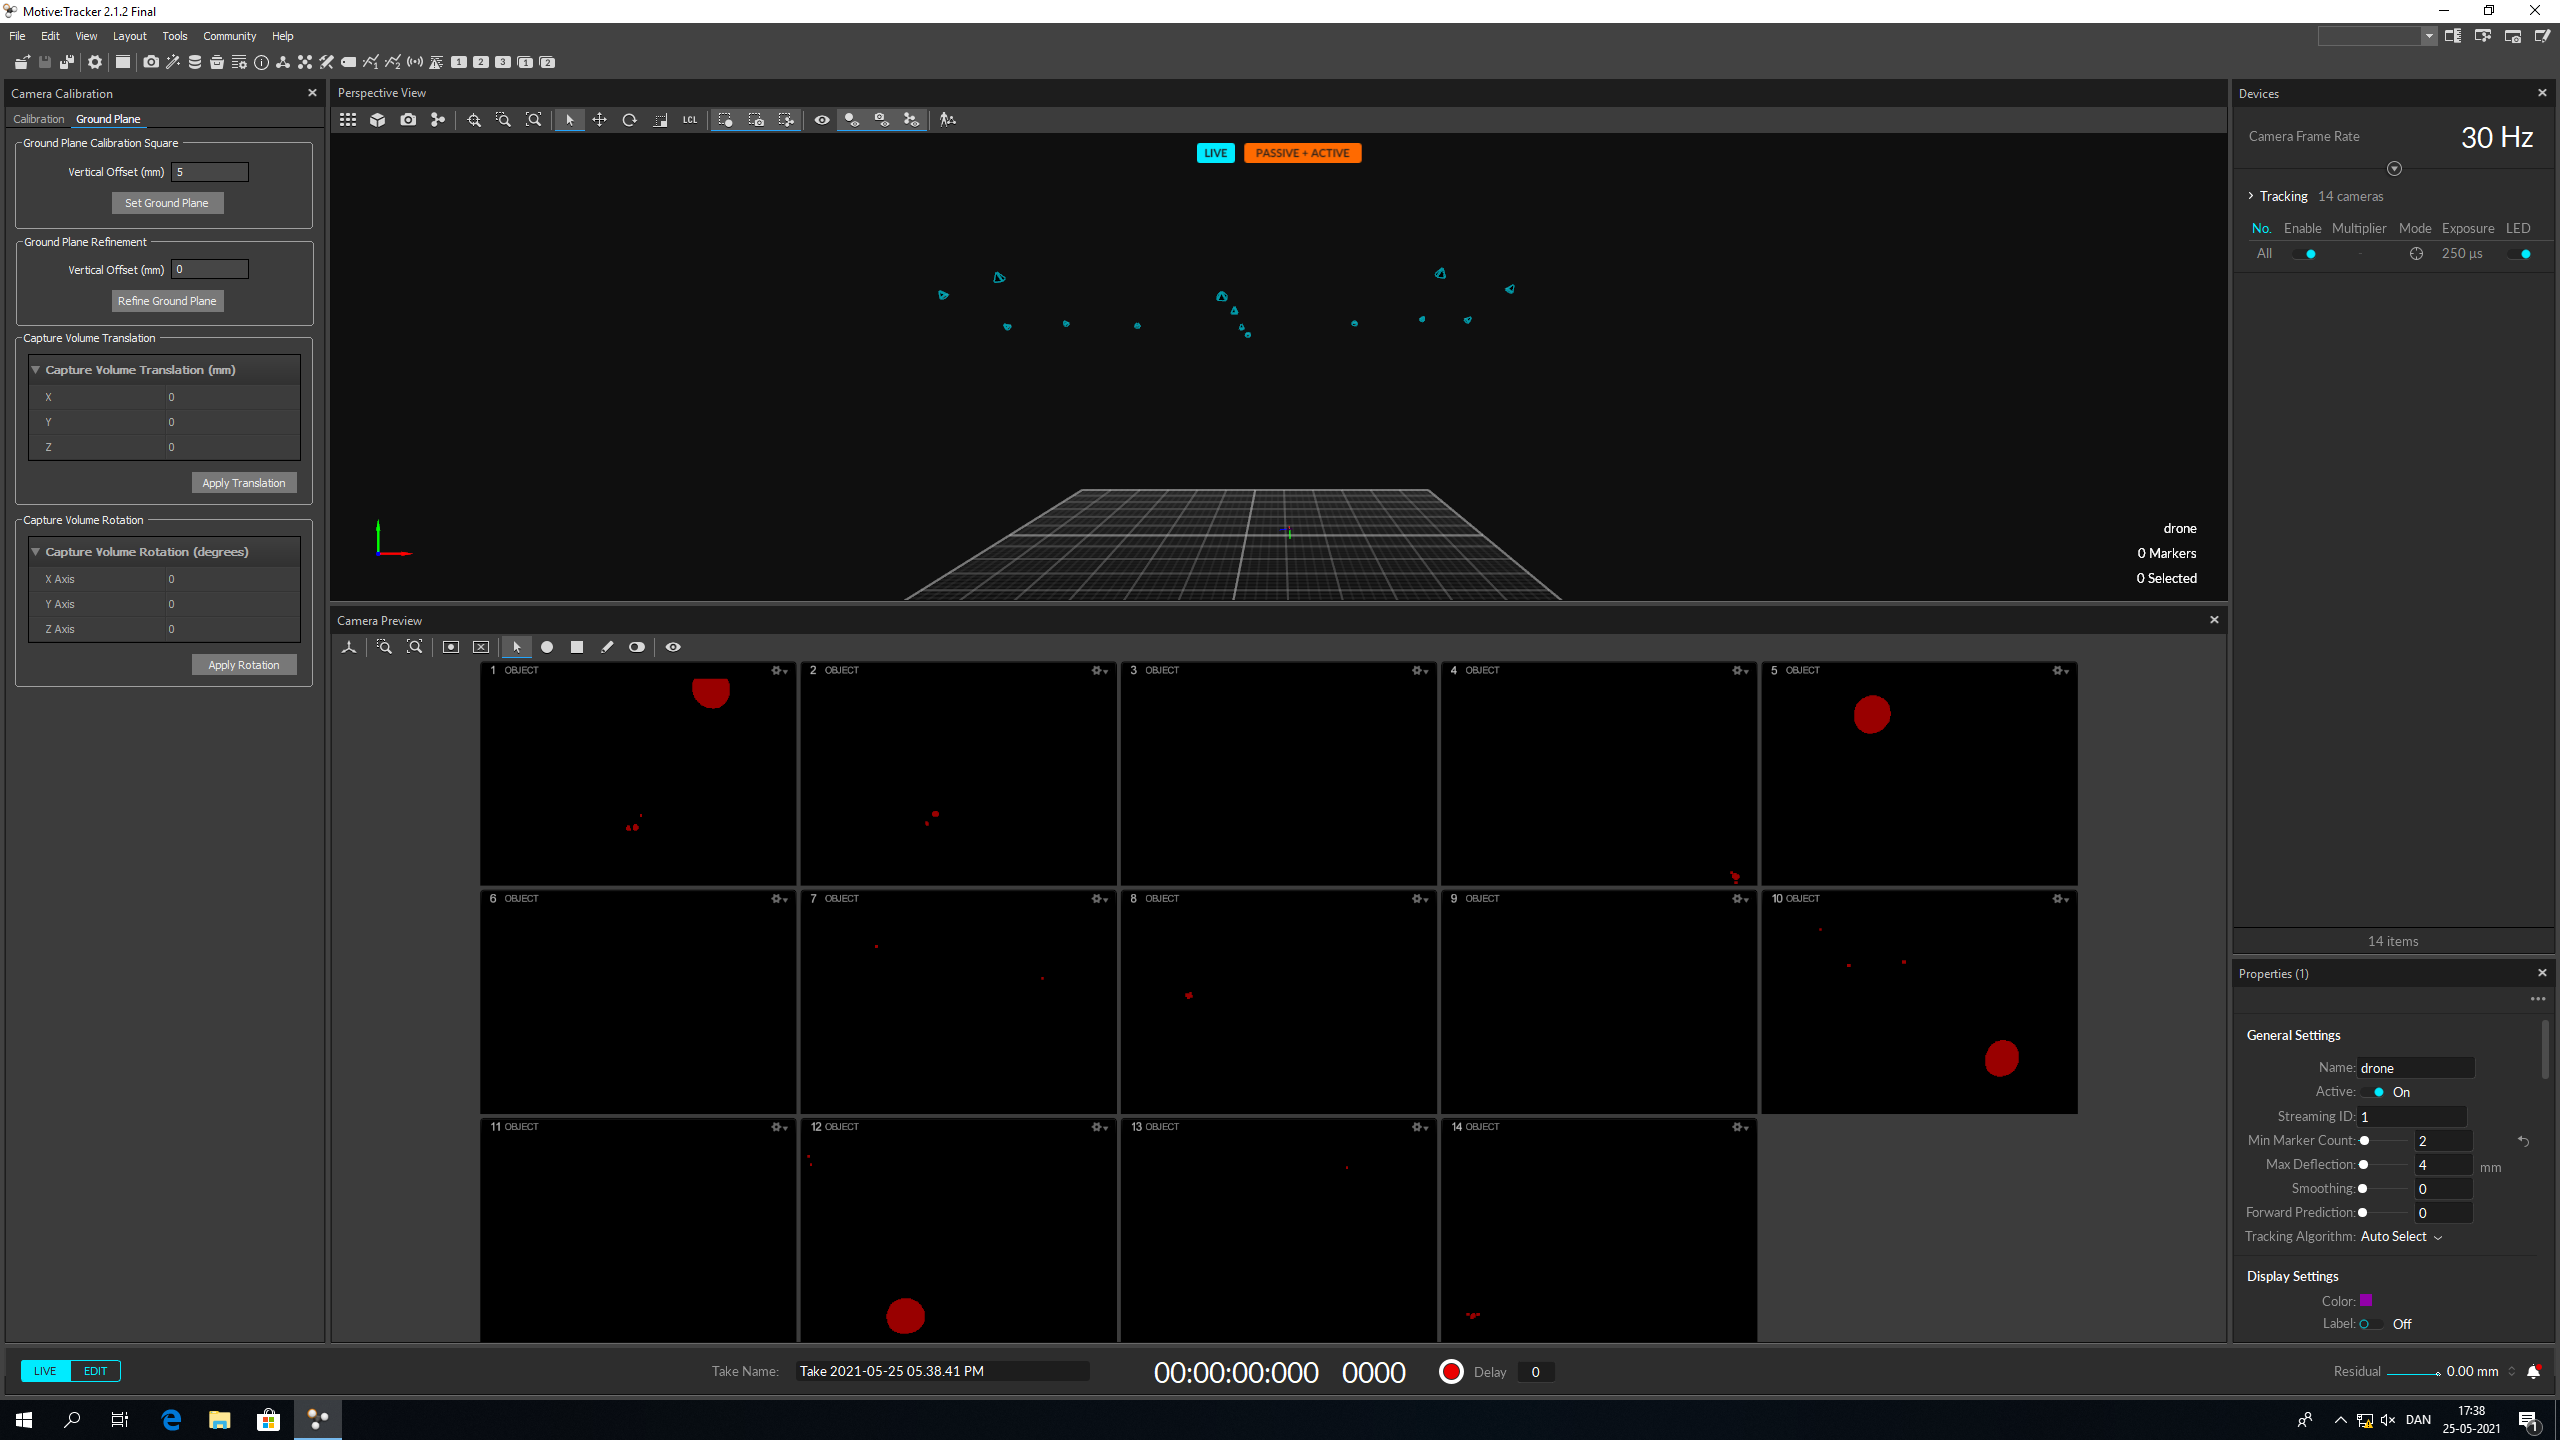 Motive:Tracker 2.1.2 Final
File Edit View Layout Tools Community Help
1 2 3 1 2
Camera Calibration
Calibration Ground Plane
Ground Plane Calibration Square
Vertical Offset (mm) 5
Set Ground Plane
Ground Plane Refinement
Vertical Offset (mm) 0
Refine Ground Plane
Capture Volume Translation
Capture Volume Translation (mm)
X 0
Y 0
Z 0
Apply Translation
Capture Volume Rotation
Capture Volume Rotation (degrees)
X Axis 0
Y Axis 0
Z Axis 0
Apply Rotation
Perspective View
LCL
LIVE PASSIVE + ACTIVE
drone
0 Markers
0 Selected
Camera Preview
1 OBJECT 2 OBJECT 3 OBJECT 4 OBJECT 5 OBJECT
6 OBJECT 7 OBJECT 8 OBJECT 9 OBJECT 10 OBJECT
11 OBJECT 12 OBJECT 13 OBJECT 14 OBJECT
Devices
Camera Frame Rate 30 Hz
Tracking 14 cameras
No. Enable Multiplier Mode Exposure LED
All - 250 µs
14 items
Properties (1)
General Settings
Name: drone
Active: On
Streaming ID: 1
Min Marker Count: 2
Max Deflection: 4 mm
Smoothing: 0
Forward Prediction: 0
Tracking Algorithm: Auto Select
Display Settings
Color:
Label: Off
LIVE EDIT
Take Name: Take 2021-05-25 05.38.41 PM
00:00:00:000 0000
Delay 0
Residual 0.00 mm
DAN
17:38
25-05-2021
1